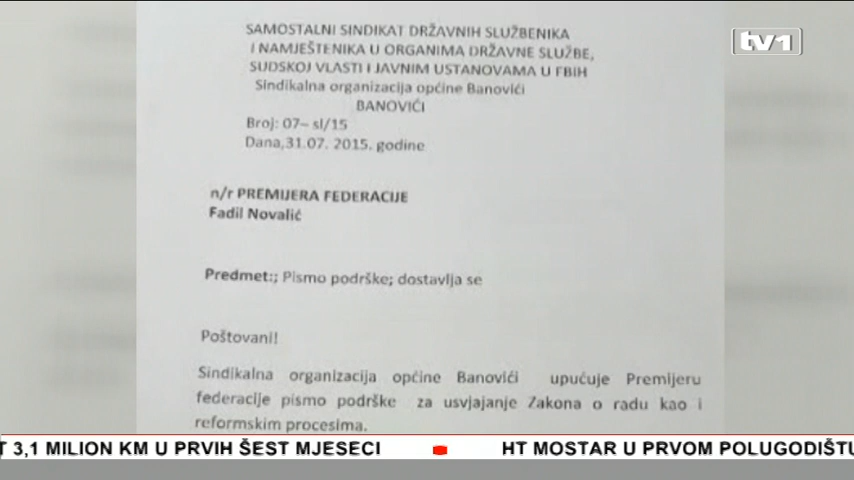 SAMOSTALNI SINDIKAT DRŽAVNIH SLUŽBENIKA
I NAMJEŠTENIKA U ORGANIMA DRŽAVNE SLUŽBE,
SUDSKOJ VLASTI I JAVNIM USTANOVAMA U FBIH
Sindikalna organizacija općine Banovići
BANOVIĆI
Broj: 07– sl/15
Dana,31.07. 2015. godine
n/r PREMIJERA FEDERACIJE
Fadil Novalić
Predmet:; Pismo podrške; dostavlja se
Poštovani!
Sindikalna organizacija općine Banovići upućuje Premijeru
federacije pismo podrške za usvjajanje Zakona o radu kao i
reformskim procesima.
tv1
T 3,1 MILION KM U PRVIH ŠEST MJESECI HT MOSTAR U PRVOM POLUGODIŠTU